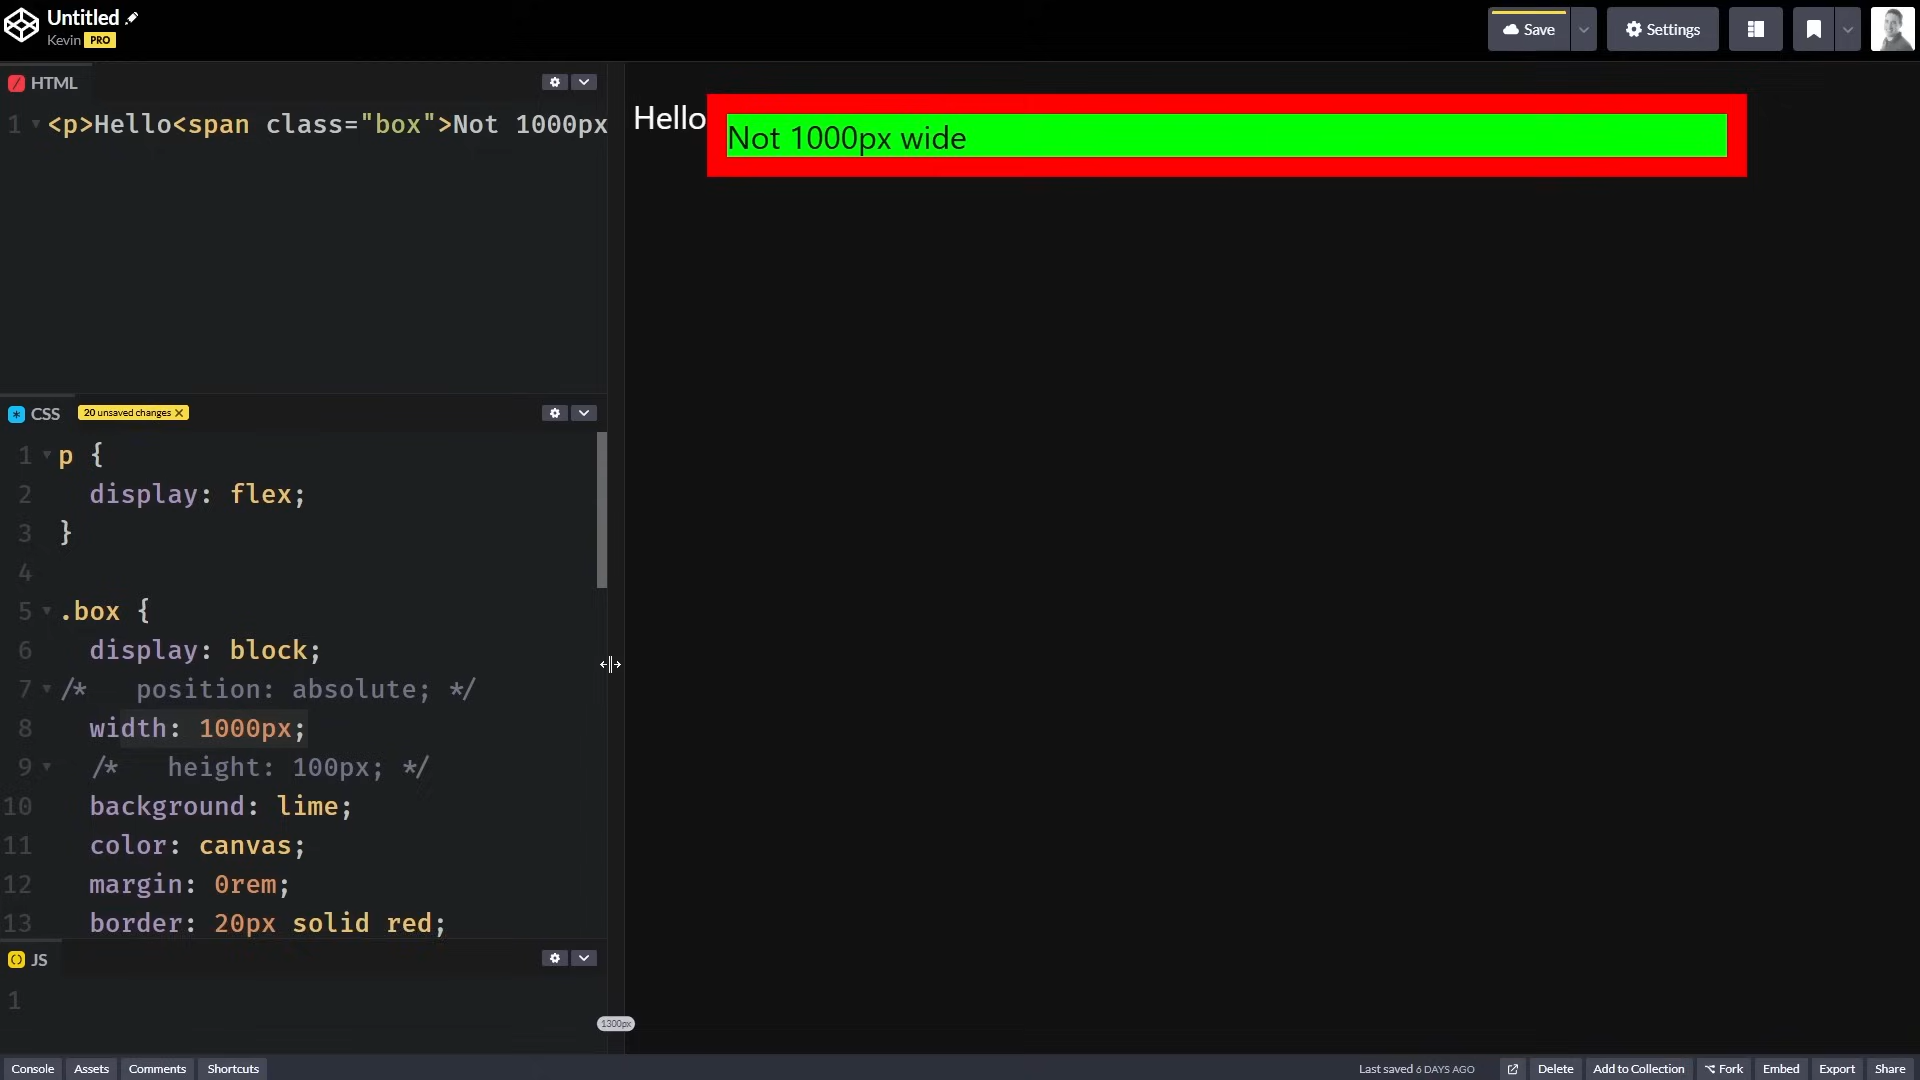 Untitled
Kevin PRO
Save
Settings
HTML
1 <p>Hello<span class="box">Not 1000px
Hello
Not 1000px wide
CSS
20 unsaved changes
1 p {
2 display: flex;
3 }
4
5 .box {
6 display: block;
7 /* position: absolute; */
8 width: 1000px;
9 /* height: 100px; */
10 background: lime;
11 color: canvas;
12 margin: 0rem;
13 border: 20px solid red;
JS
1
1300px
Console Assets Comments Shortcuts
Last saved 6 DAYS AGO Delete Add to Collection Fork Embed Export Share